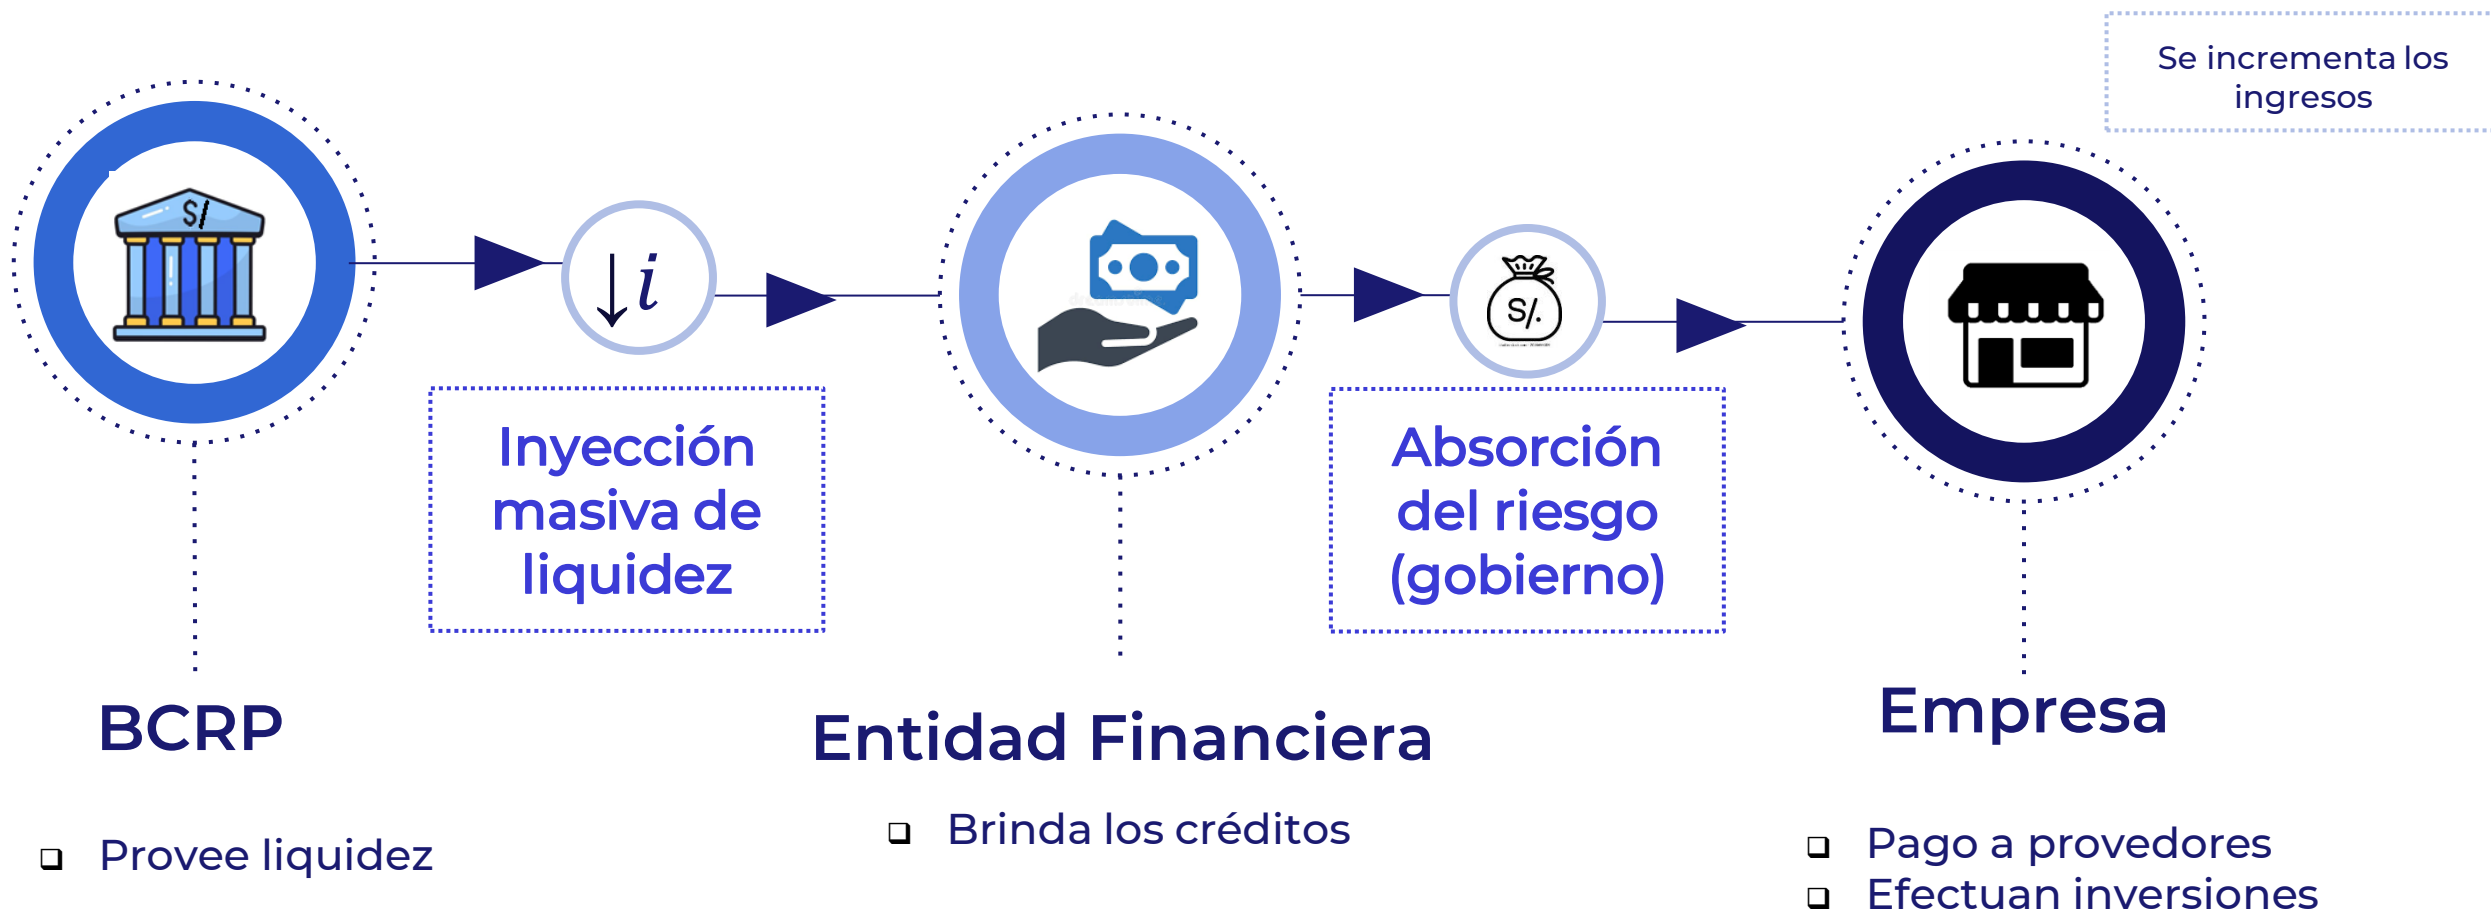 Se incrementa los
ingresos
S/
↓i
S/.
Inyección
masiva de
liquidez
Absorción
del riesgo
(gobierno)
BCRP
Entidad Financiera
Empresa
Provee liquidez
Brinda los créditos
Pago a provedores
Efectuan inversiones